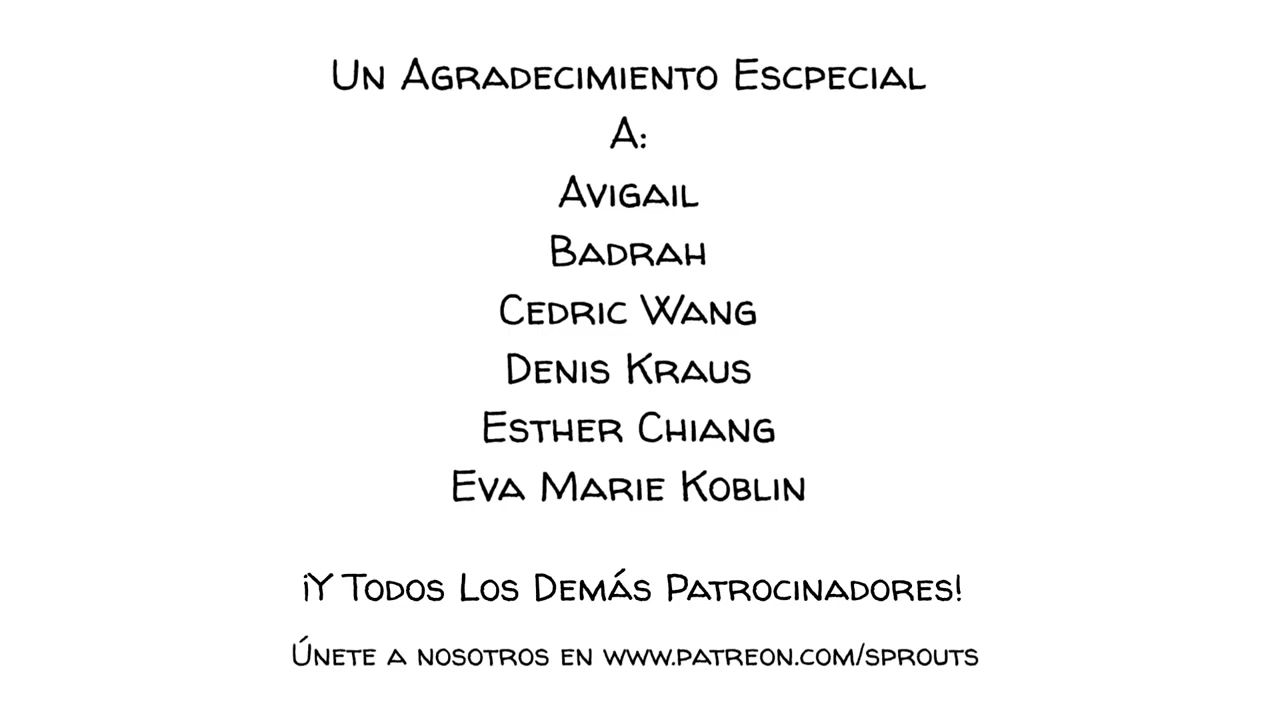 Un Agradecimiento Escpecial
A:
Avigail
Badrah
Cedric Wang
Denis Kraus
Esther Chiang
Eva Marie Koblin
¡Y Todos Los Demás Patrocinadores!
Únete a nosotros en www.patreon.com/sprouts